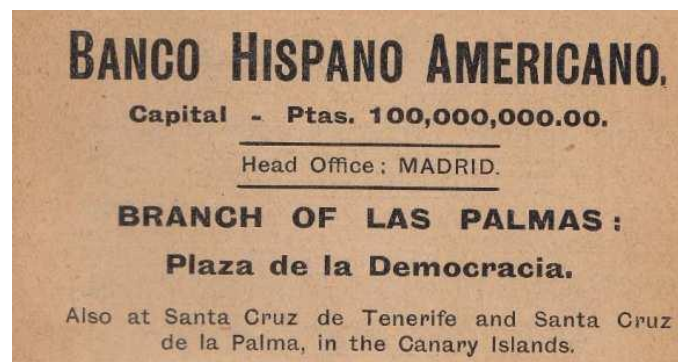 BANCO HISPANO AMERICANO.
Capital - Ptas. 100,000,000.00.
Head Office: MADRID.
BRANCH OF LAS PALMAS:
Plaza de la Democracia.
Also at Santa Cruz de Tenerife and Santa Cruz
de la Palma, in the Canary Islands.